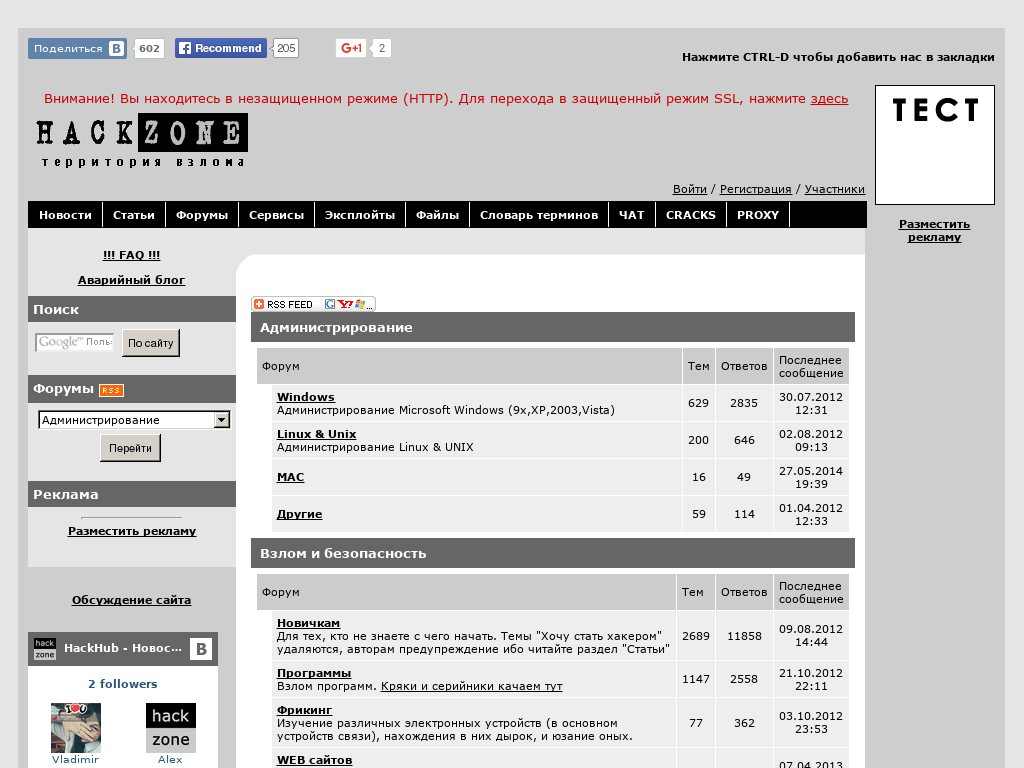 Поделиться B 602 Recommend 205 G+1 2
Нажмите CTRL-D чтобы добавить нас в закладки
Внимание! Вы находитесь в незащищенном режиме (HTTP). Для перехода в защищенный режим SSL, нажмите здесь
ТЕСТ
HACKZONE
территория взлома
Войти / Регистрация / Участники
Новости Статьи Форумы Сервисы Эксплойты Файлы Словарь терминов ЧАТ CRACKS PROXY
Разместить
рекламу
!!! FAQ !!!
Аварийный блог
Поиск
Google™ Поль
По сайту
Форумы RSS
Администрирование
Перейти
Реклама
Разместить рекламу
Обсуждение сайта
hack
zone
HackHub - Новос... B
2 followers
hack
zone
Vladimir Alex
RSS FEED
Администрирование
Форум Тем Ответов Последнее
сообщение
Windows
Администрирование Microsoft Windows (9x,XP,2003,Vista)
629 2835 30.07.2012
12:31
Linux & Unix
Администрирование Linux & UNIX
200 646 02.08.2012
09:13
MAC 16 49 27.05.2014
19:39
Другие 59 114 01.04.2012
12:33
Взлом и безопасность
Форум Тем Ответов Последнее
сообщение
Новичкам
Для тех, кто не знаете с чего начать. Темы "Хочу стать хакером"
удаляются, авторам предупреждение ибо читайте раздел "Статьи"
2689 11858 09.08.2012
14:44
Программы
Взлом программ. Кряки и серийники качаем тут
1147 2558 21.10.2012
22:11
Фрикинг
Изучение различных электронных устройств (в основном
устройств связи), нахождения в них дырок, и юзание оных.
77 362 03.10.2012
23:53
WEB сайтов
07.04.2013